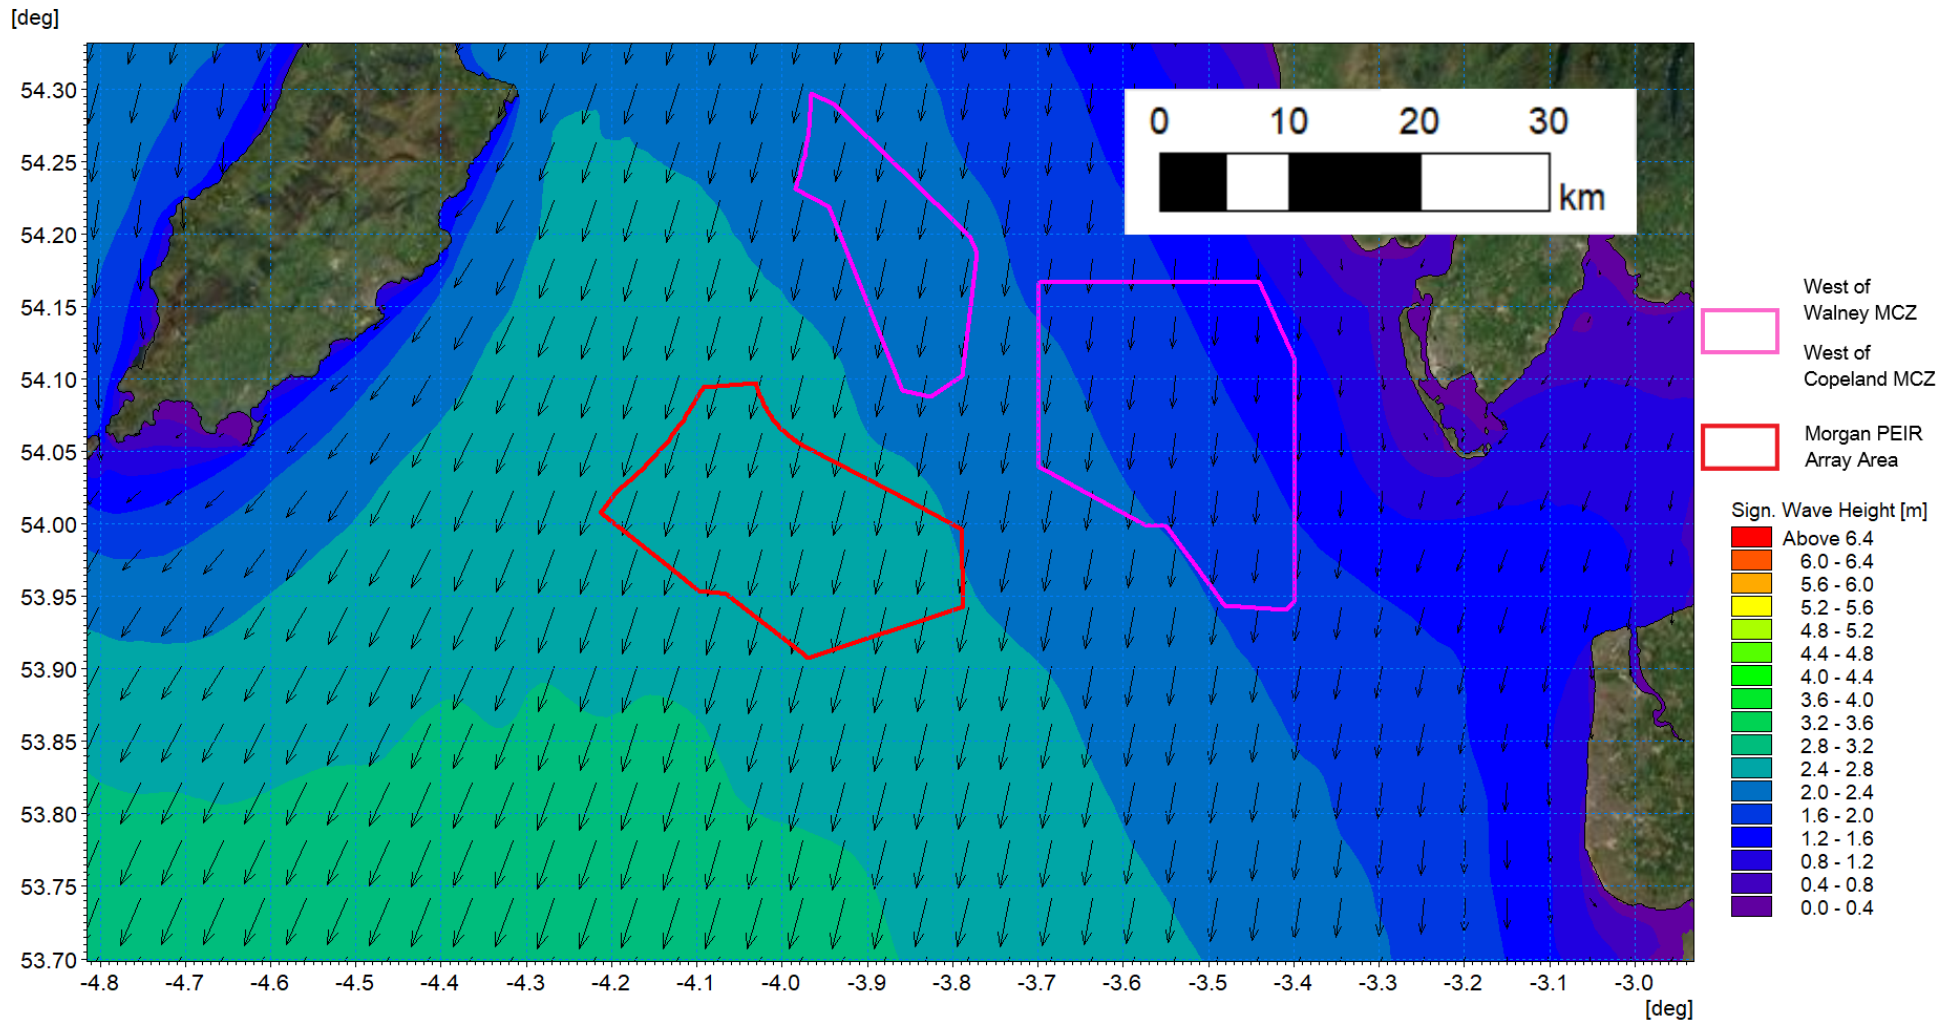 [deg]
54.30
54.25
54.20
54.15
54.10
54.05
54.00
53.95
53.90
53.85
53.80
53.75
53.70
-4.8 -4.7 -4.6 -4.5 -4.4 -4.3 -4.2 -4.1 -4.0 -3.9 -3.8 -3.7 -3.6 -3.5 -3.4 -3.3 -3.2 -3.1 -3.0
[deg]
0 10 20 30
km
West of
Walney MCZ
West of
Copeland MCZ
Morgan PEIR
Array Area
Sign. Wave Height [m]
Above 6.4
6.0 - 6.4
5.6 - 6.0
5.2 - 5.6
4.8 - 5.2
4.4 - 4.8
4.0 - 4.4
3.6 - 4.0
3.2 - 3.6
2.8 - 3.2
2.4 - 2.8
2.0 - 2.4
1.6 - 2.0
1.2 - 1.6
0.8 - 1.2
0.4 - 0.8
0.0 - 0.4